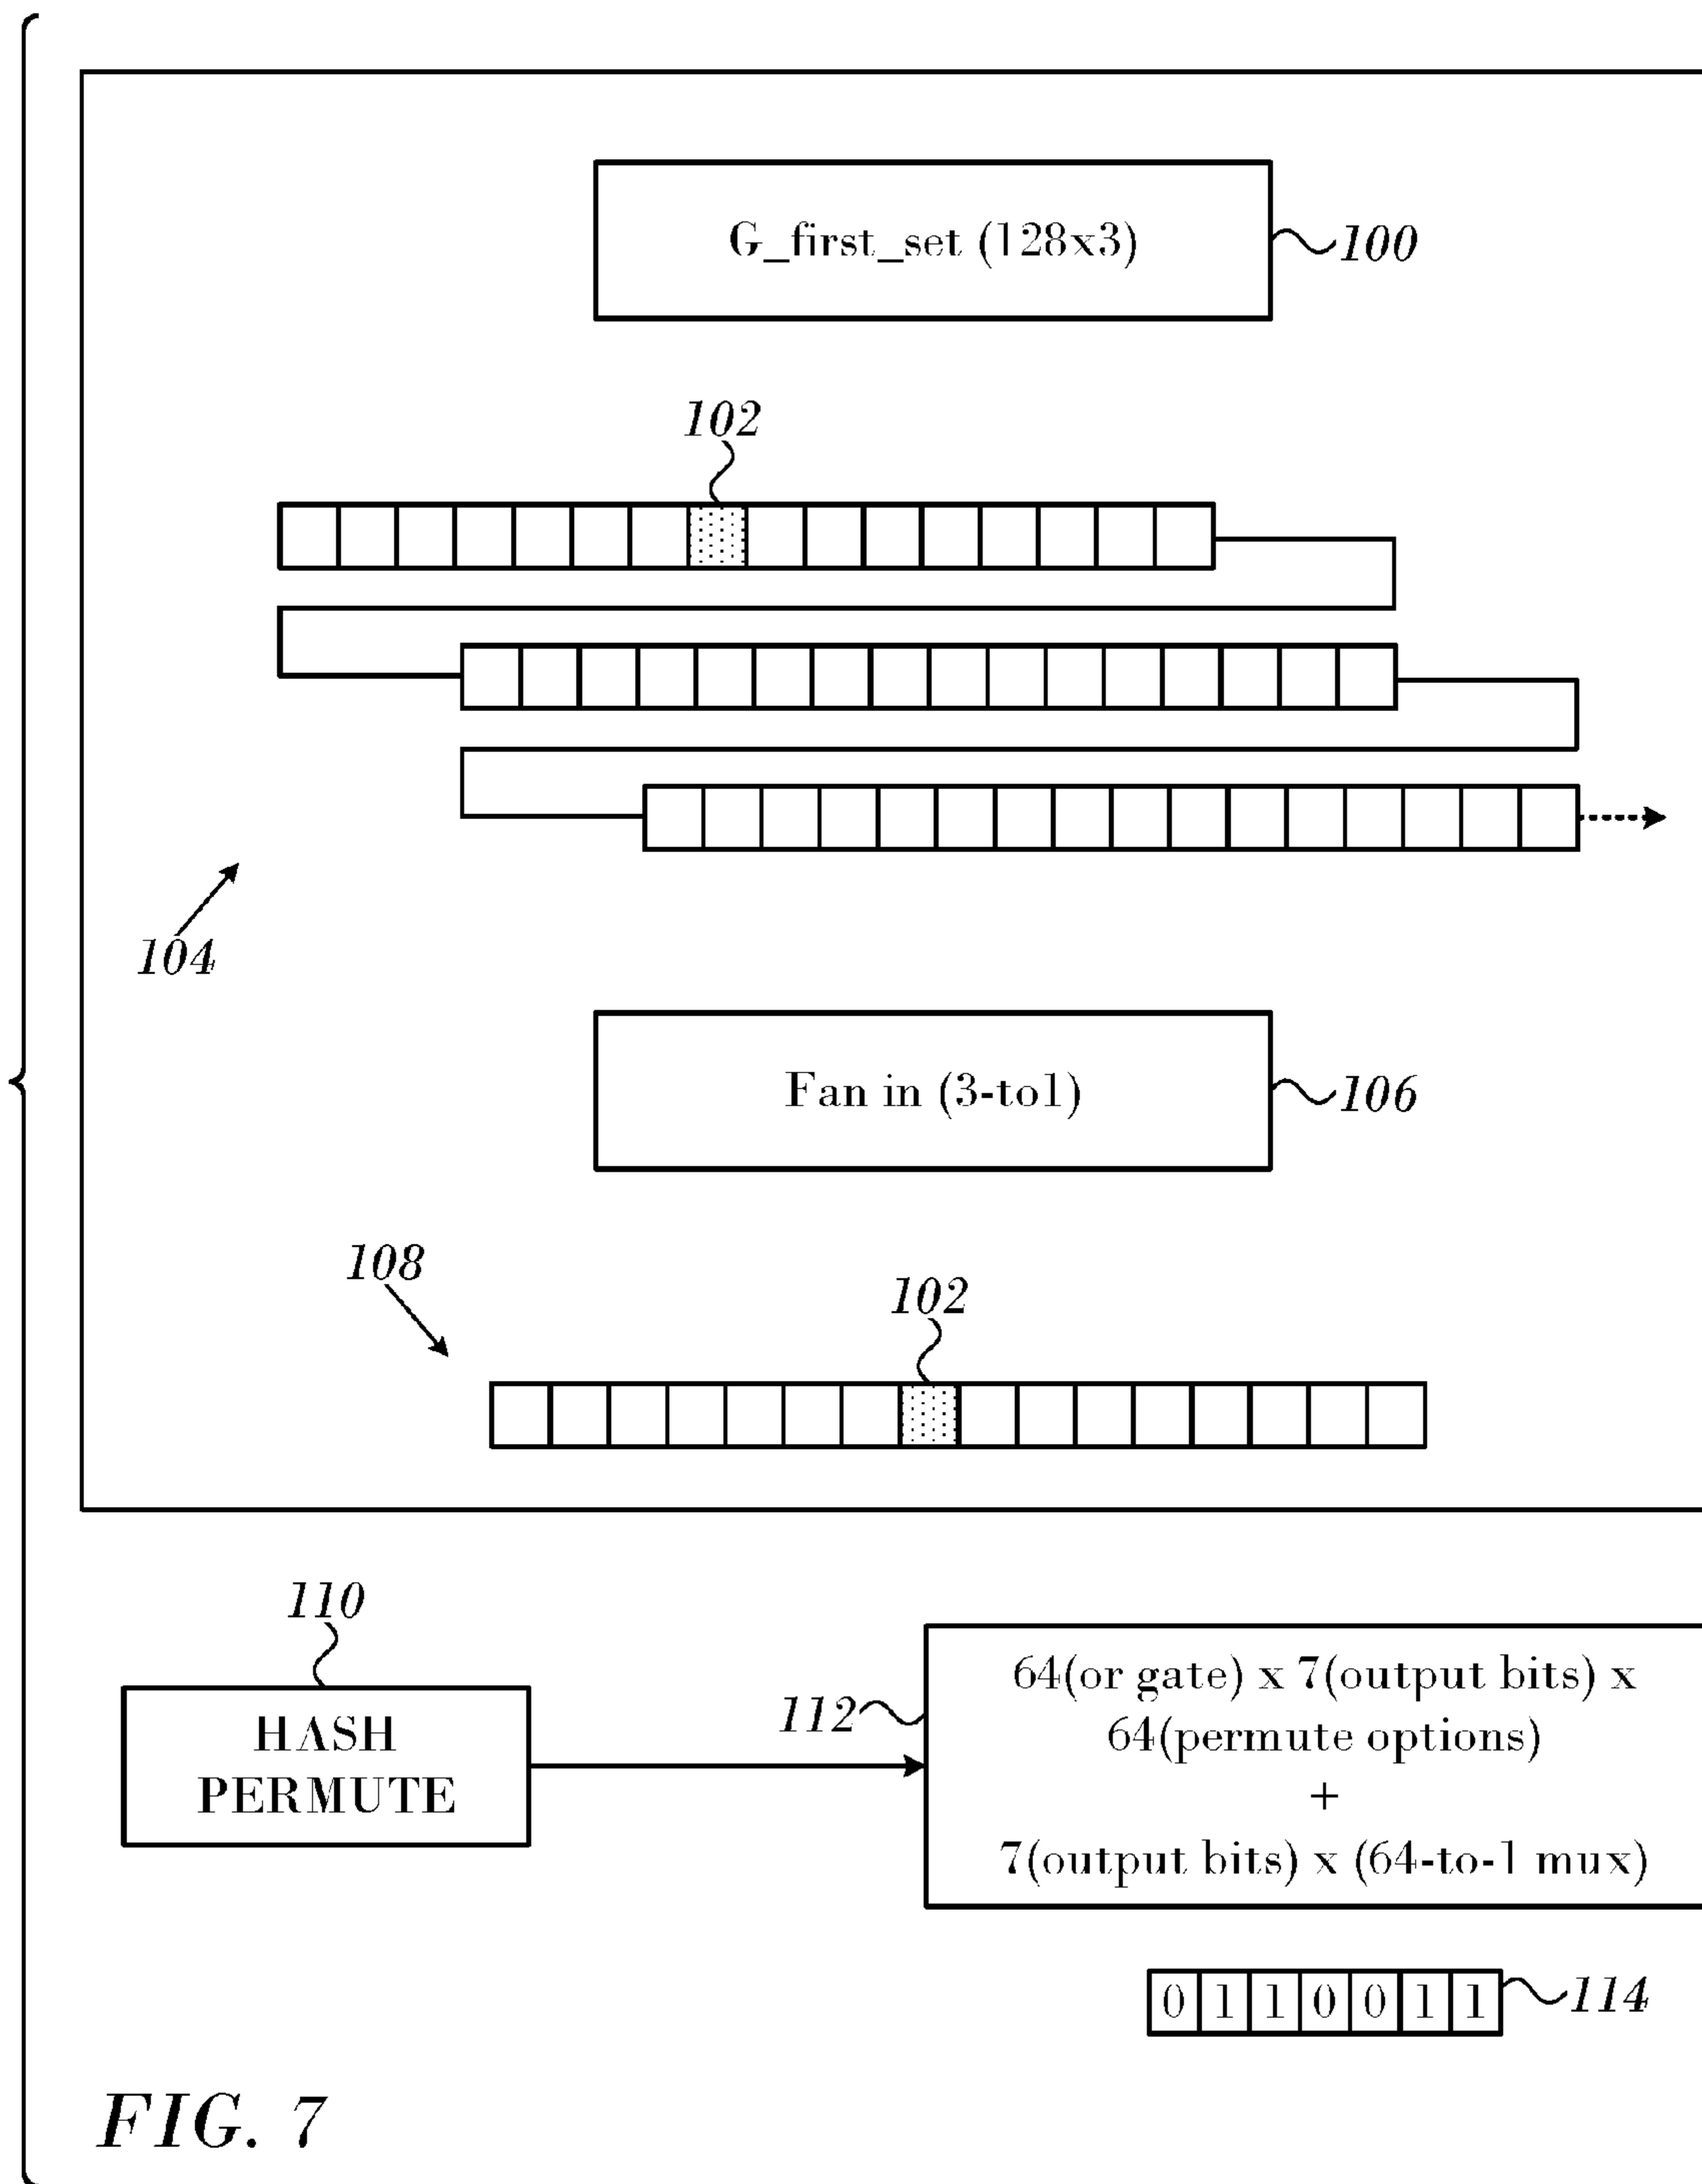 G_first_set (128x3)
100
102
104
Fan in (3-to1)
106
108
102
110
HASH
PERMUTE
112
64(or gate) x 7(output bits) x
64(permute options)
+
7(output bits) x (64-to-1 mux)
0 1 1 0 0 1 1
114
FIG. 7